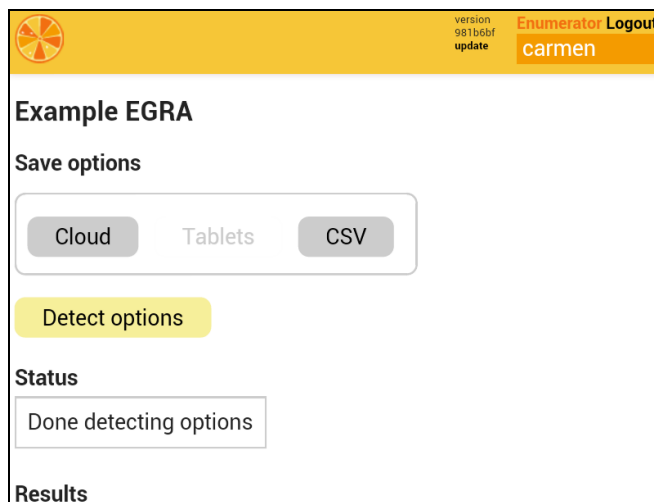 version
981b6bf
update
Enumerator Logout
carmen
Example EGRA
Save options
Cloud Tablets CSV
Detect options
Status
Done detecting options
Results